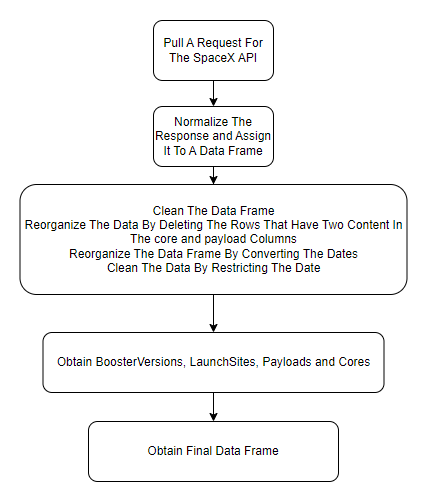 Pull A Request For
The SpaceX API
Normalize The
Response and Assign
It To A Data Frame
Clean The Data Frame
Reorganize The Data By Deleting The Rows That Have Two Content In
The core and payload Columns
Reorganize The Data Frame By Converting The Dates
Clean The Data By Restricting The Date
Obtain BoosterVersions, LaunchSites, Payloads and Cores
Obtain Final Data Frame